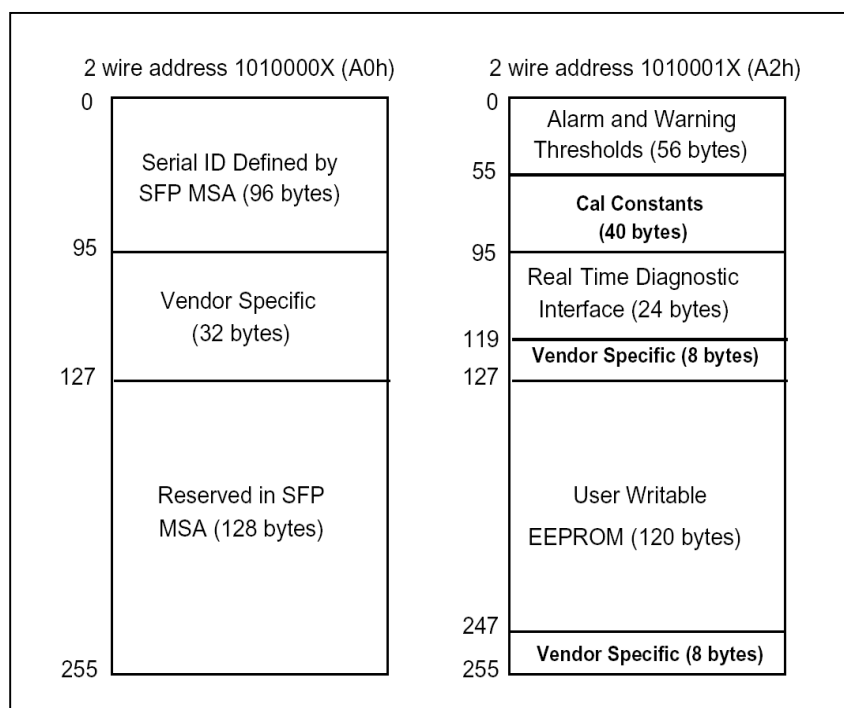 2 wire address 1010000X (A0h)
0
Serial ID Defined by
SFP MSA (96 bytes)
95
Vendor Specific
(32 bytes)
127
Reserved in SFP
MSA (128 bytes)
255
2 wire address 1010001X (A2h)
0
Alarm and Warning
Thresholds (56 bytes)
55
Cal Constants
(40 bytes)
95
Real Time Diagnostic
Interface (24 bytes)
119
Vendor Specific (8 bytes)
127
User Writable
EEPROM (120 bytes)
247
Vendor Specific (8 bytes)
255